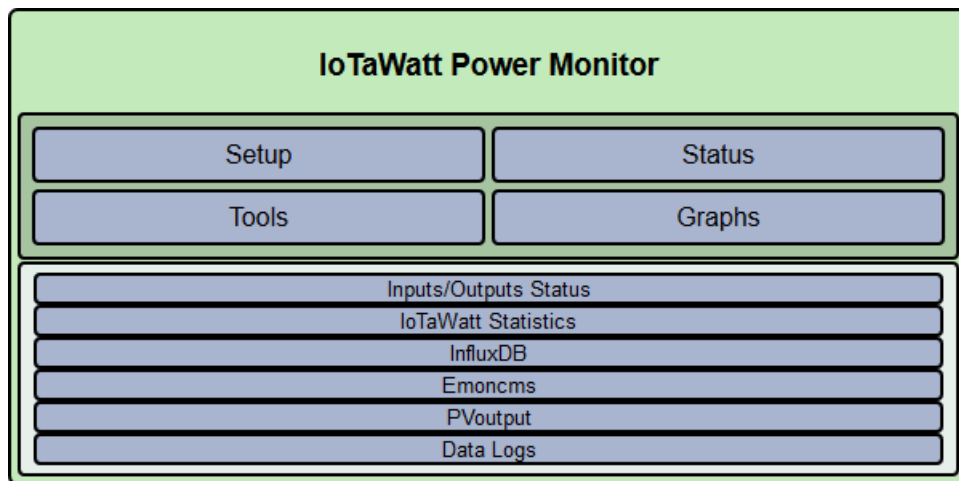 IoTaWatt Power Monitor
Setup
Status
Tools
Graphs
Inputs/Outputs Status
IoTaWatt Statistics
InfluxDB
Emoncms
PVoutput
Data Logs